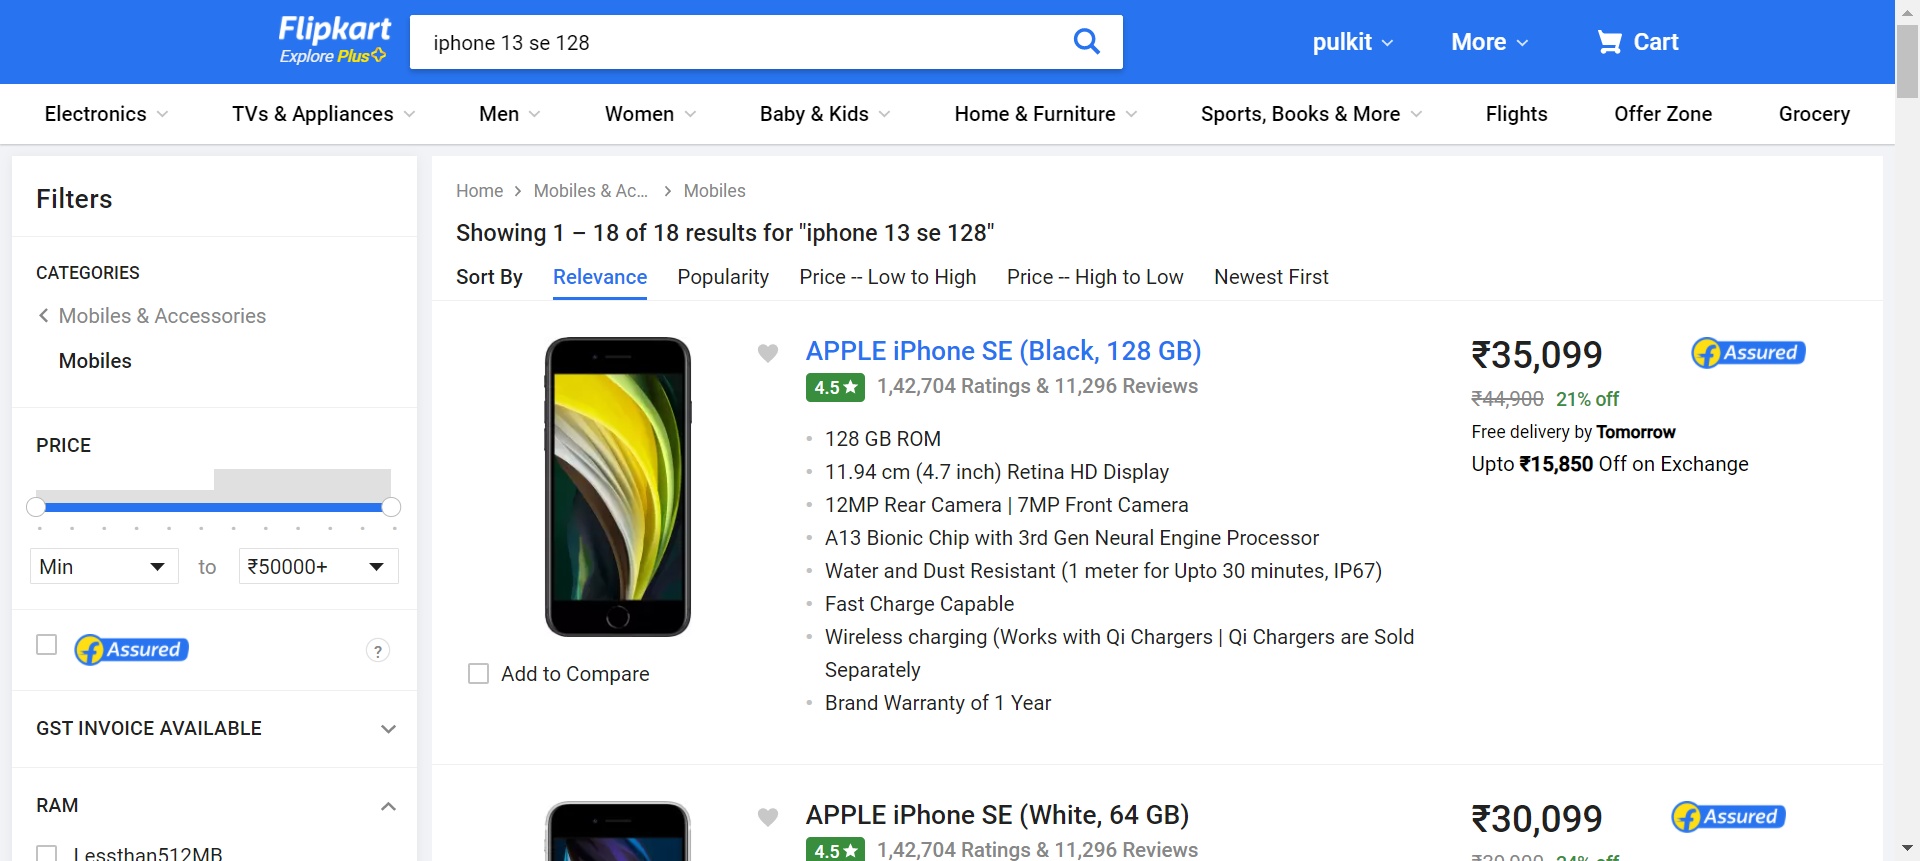 Flipkart
Explore Plus
iphone 13 se 128
pulkit
More
Cart
Electronics
TVs & Appliances
Men
Women
Baby & Kids
Home & Furniture
Sports, Books & More
Flights
Offer Zone
Grocery
Filters
CATEGORIES
Mobiles & Accessories
Mobiles
PRICE
Min to ₹50000+
f Assured ?
GST INVOICE AVAILABLE
RAM
Lessthan512MB
Home > Mobiles & Ac... > Mobiles
Showing 1 – 18 of 18 results for "iphone 13 se 128"
Sort By Relevance Popularity Price -- Low to High Price -- High to Low Newest First
Add to Compare
APPLE iPhone SE (Black, 128 GB)
4.5★ 1,42,704 Ratings & 11,296 Reviews
128 GB ROM
11.94 cm (4.7 inch) Retina HD Display
12MP Rear Camera | 7MP Front Camera
A13 Bionic Chip with 3rd Gen Neural Engine Processor
Water and Dust Resistant (1 meter for Upto 30 minutes, IP67)
Fast Charge Capable
Wireless charging (Works with Qi Chargers | Qi Chargers are Sold
Separately
Brand Warranty of 1 Year
₹35,099
f Assured
₹44,900 21% off
Free delivery by Tomorrow
Upto ₹15,850 Off on Exchange
APPLE iPhone SE (White, 64 GB)
4.5★ 1,42,704 Ratings & 11,296 Reviews
₹30,099
f Assured
₹39,900 24% off